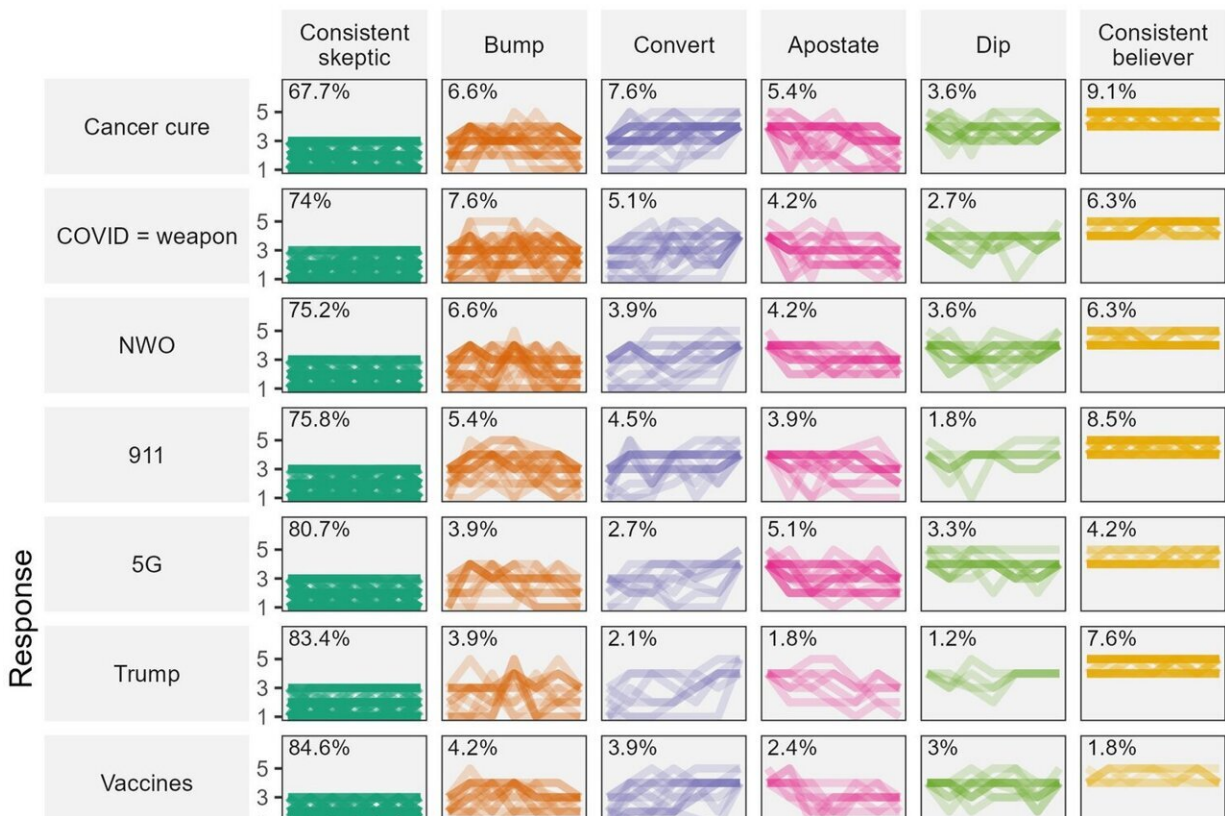 Consistent skeptic Bump Convert Apostate Dip Consistent believer
Cancer cure 5 3 1 67.7% 6.6% 7.6% 5.4% 3.6% 9.1%
COVID = weapon 5 3 1 74% 7.6% 5.1% 4.2% 2.7% 6.3%
NWO 5 3 1 75.2% 6.6% 3.9% 4.2% 3.6% 6.3%
911 5 3 1 75.8% 5.4% 4.5% 3.9% 1.8% 8.5%
5G 5 3 1 80.7% 3.9% 2.7% 5.1% 3.3% 4.2%
Trump 5 3 1 83.4% 3.9% 2.1% 1.8% 1.2% 7.6%
Vaccines 5 3 84.6% 4.2% 3.9% 2.4% 3% 1.8%
Response